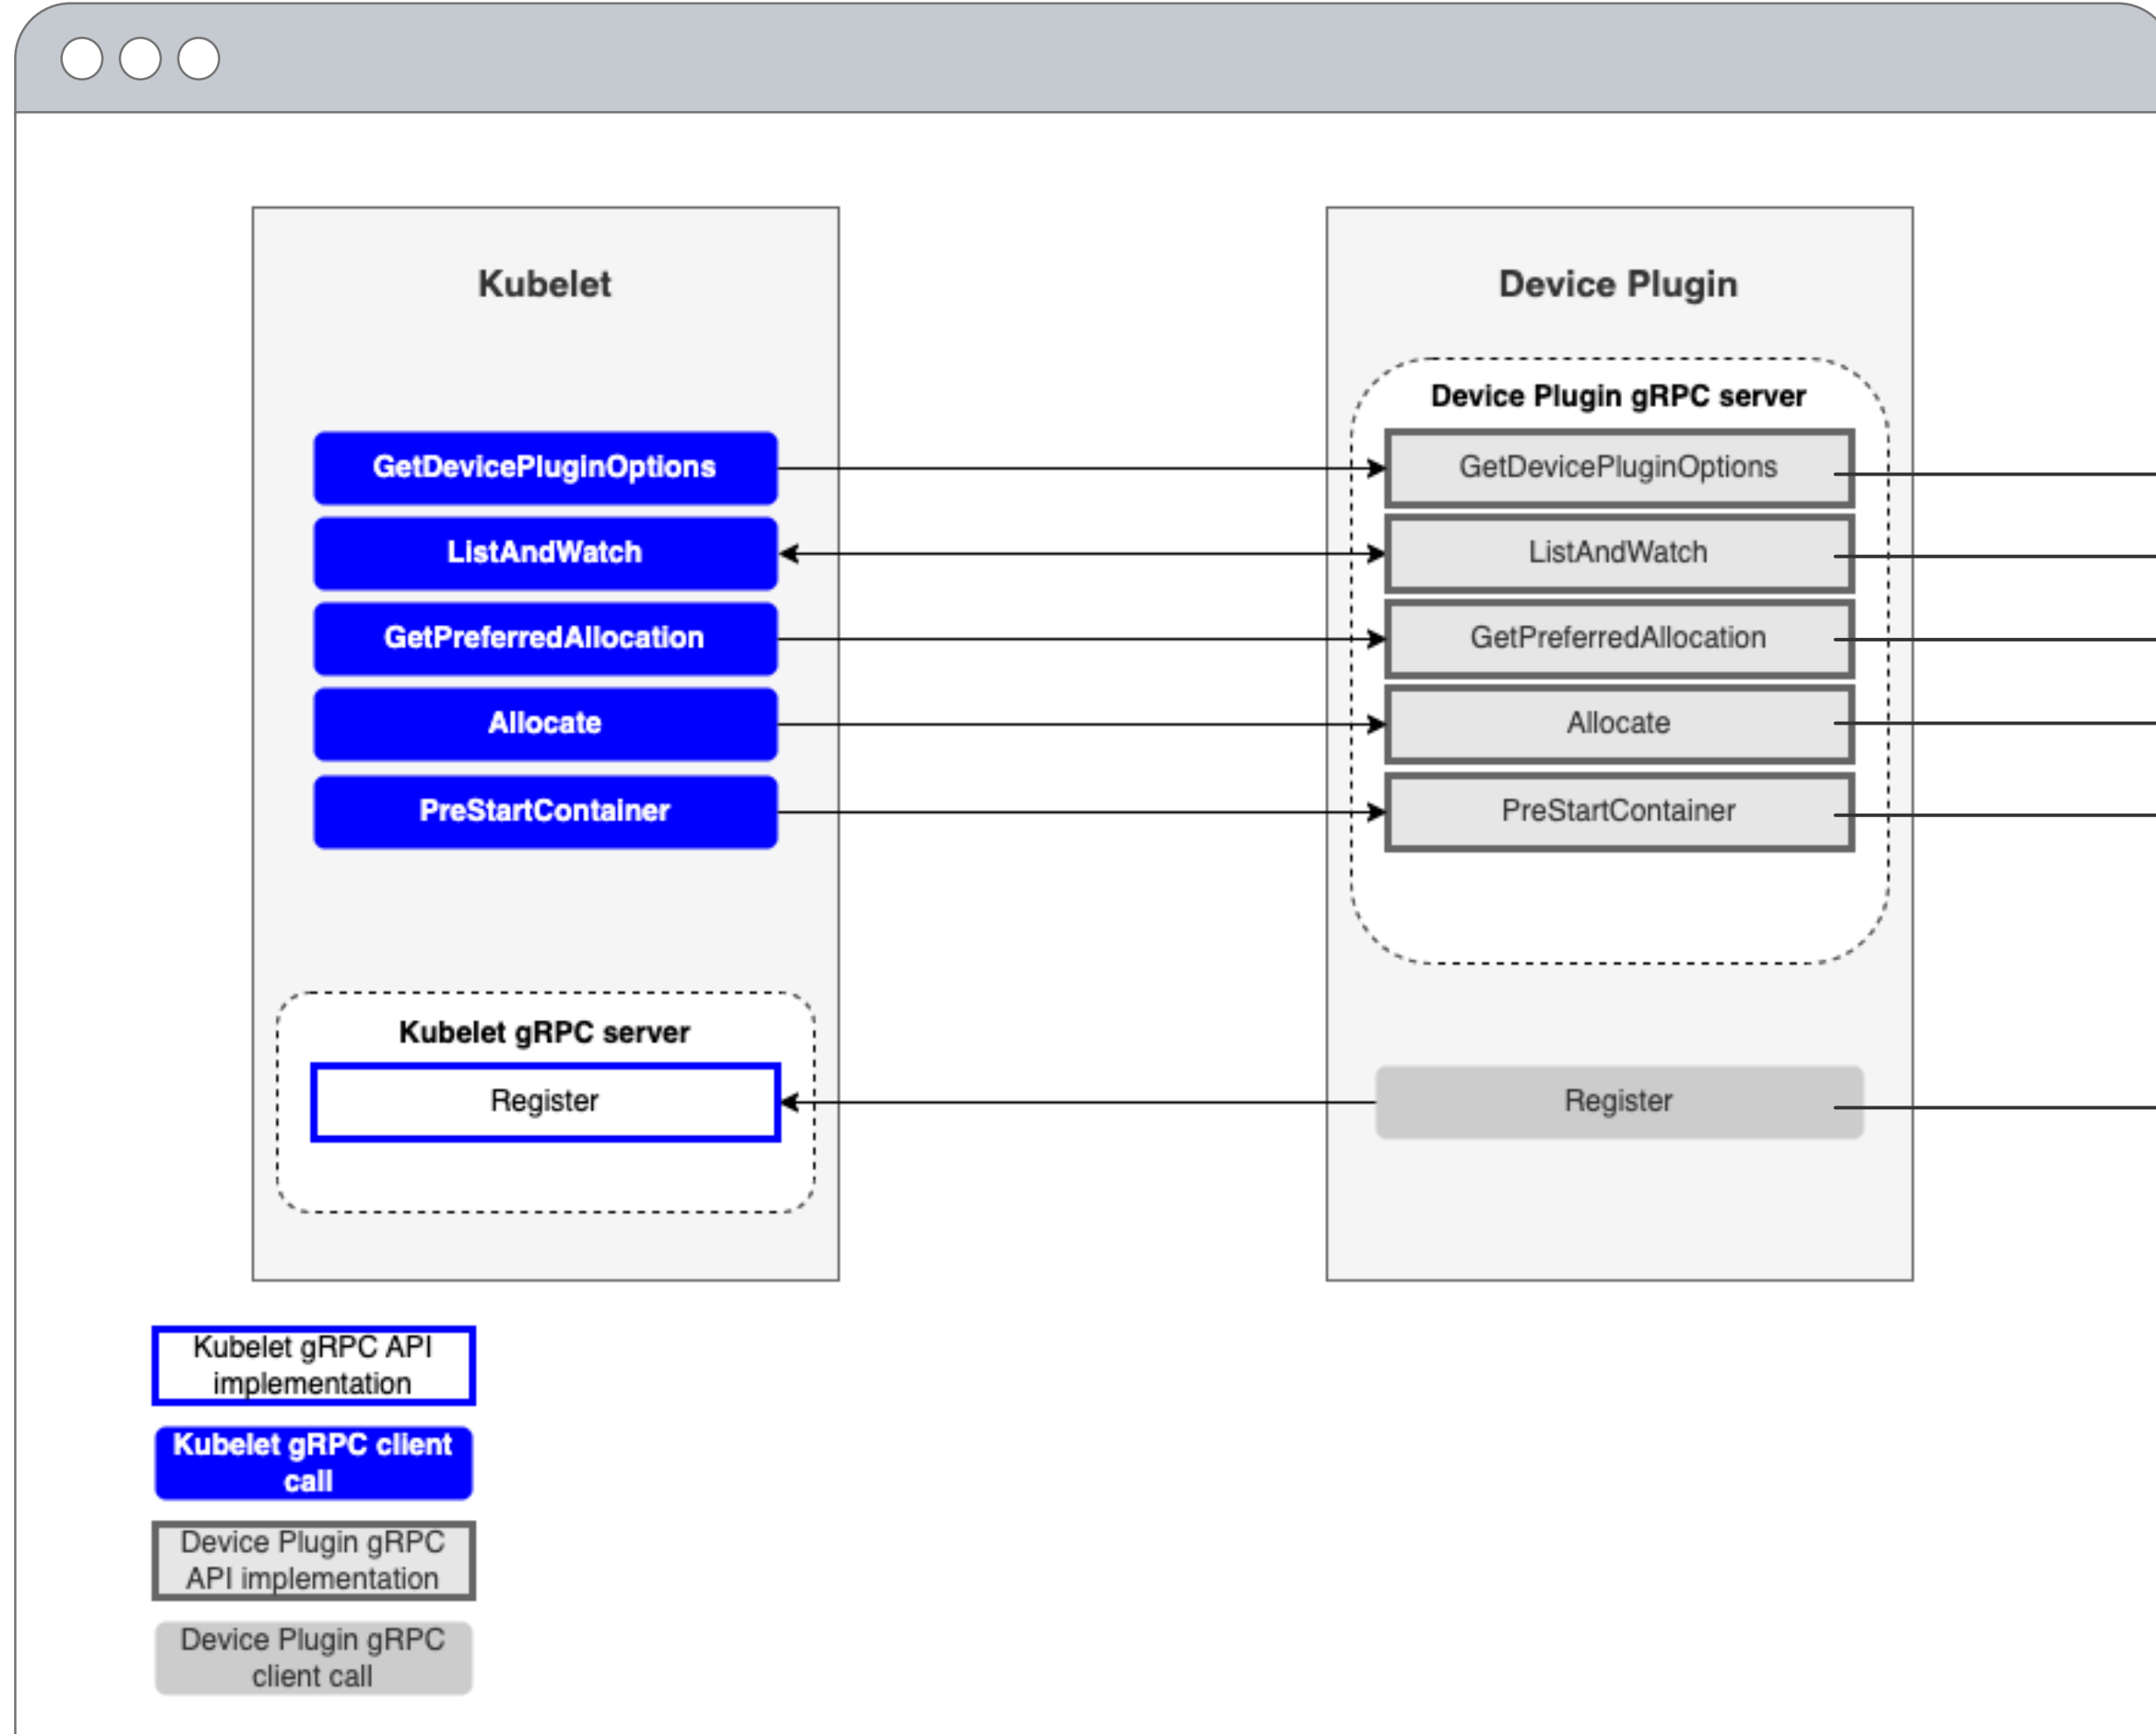 Kubelet
GetDevicePluginOptions
ListAndWatch
GetPreferredAllocation
Allocate
PreStartContainer
Kubelet gRPC server
Register
Device Plugin
Device Plugin gRPC server
GetDevicePluginOptions
ListAndWatch
GetPreferredAllocation
Allocate
PreStartContainer
Register
Kubelet gRPC API
implementation
Kubelet gRPC client
call
Device Plugin gRPC
API implementation
Device Plugin gRPC
client call